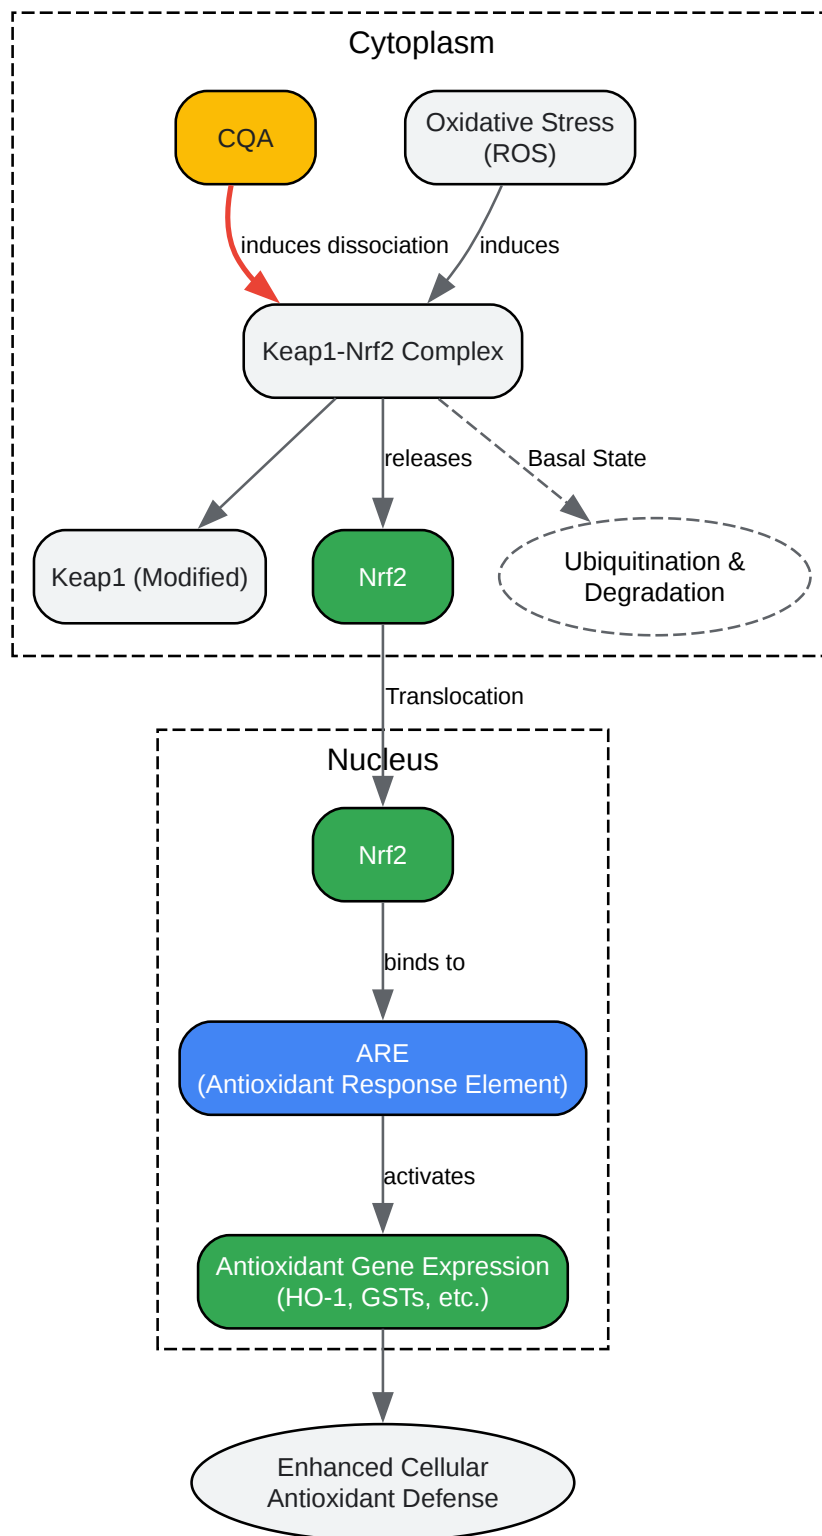 Cytoplasm
CQA
Oxidative Stress
(ROS)
induces dissociation
induces
Keap1-Nrf2 Complex
releases
Basal State
Keap1 (Modified)
Nrf2
Ubiquitination &
Degradation
Translocation
Nucleus
Nrf2
binds to
ARE
(Antioxidant Response Element)
activates
Antioxidant Gene Expression
(HO-1, GSTs, etc.)
Enhanced Cellular
Antioxidant Defense